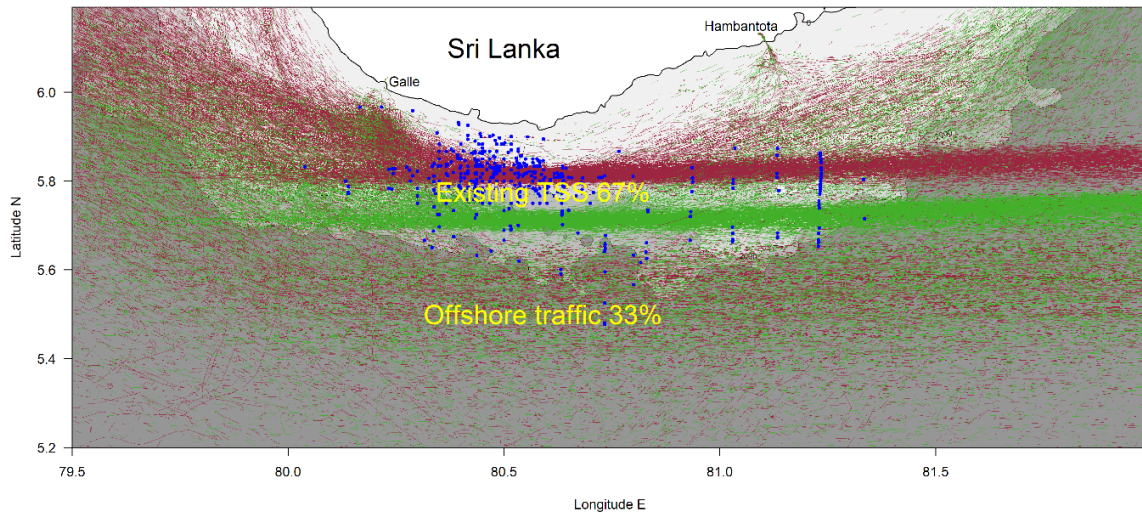 Hambantota
0
Sri Lanka
Galle
6.0
5.8
Existing TSS 67%
5.6
Offshore traffic 33%
5.4
5.2
79.5
80.0
80.5
81.0
81.5
Latitude N
Longitude E